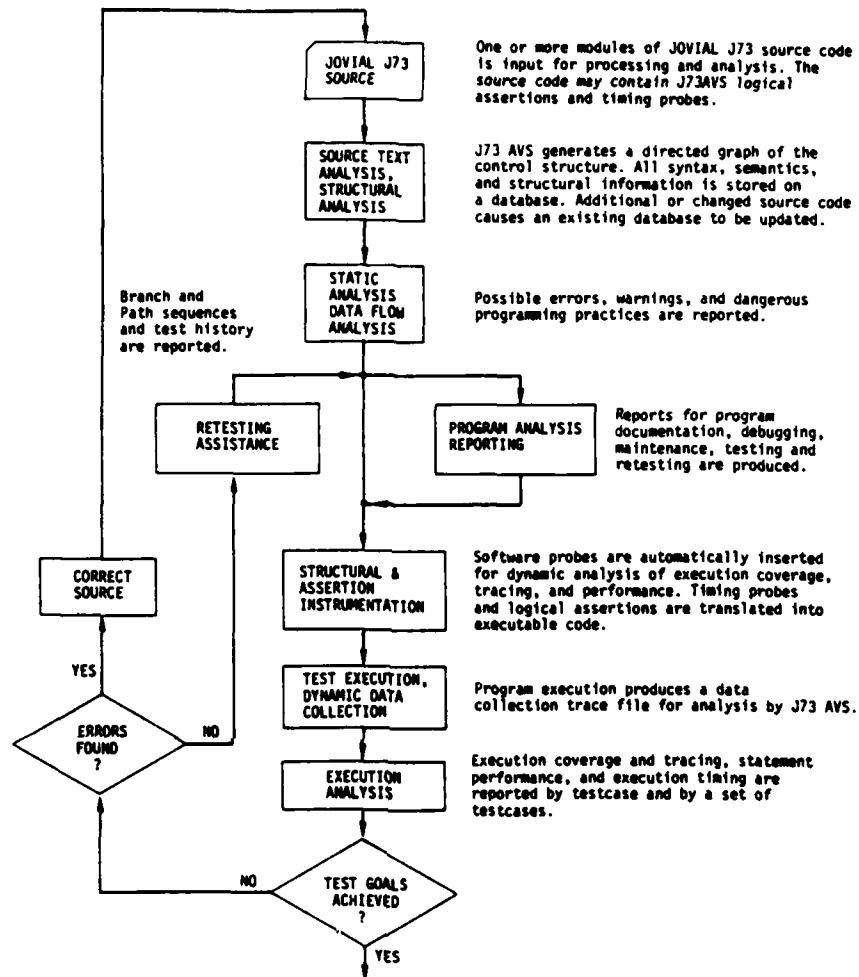 JOVIAL J73
SOURCE
One or more modules of JOVIAL J73 source code
is input for processing and analysis. The
source code may contain J73AVS logical
assertions and timing probes.
SOURCE TEXT
ANALYSIS,
STRUCTURAL
ANALYSIS
J73 AVS generates a directed graph of the
control structure. All syntax, semantics,
and structural information is stored on
a database. Additional or changed source code
causes an existing database to be updated.
STATIC
ANALYSIS
DATA FLOW
ANALYSIS
Possible errors, warnings, and dangerous
programming practices are reported.
Branch and
Path sequences
and test history
are reported.
RETESTING
ASSISTANCE
PROGRAM ANALYSIS
REPORTING
Reports for program
documentation, debugging,
maintenance, testing and
retesting are produced.
CORRECT
SOURCE
STRUCTURAL &
ASSERTION
INSTRUMENTATION
Software probes are automatically inserted
for dynamic analysis of execution coverage,
tracing, and performance. Timing probes
and logical assertions are translated into
executable code.
YES
TEST EXECUTION,
DYNAMIC DATA
COLLECTION
Program execution produces a data
collection trace file for analysis by J73 AVS.
ERRORS
FOUND
?
NO
EXECUTION
ANALYSIS
Execution coverage and tracing, statement
performance, and execution timing are
reported by testcase and by a set of
testcases.
NO
TEST GOALS
ACHIEVED
?
YES